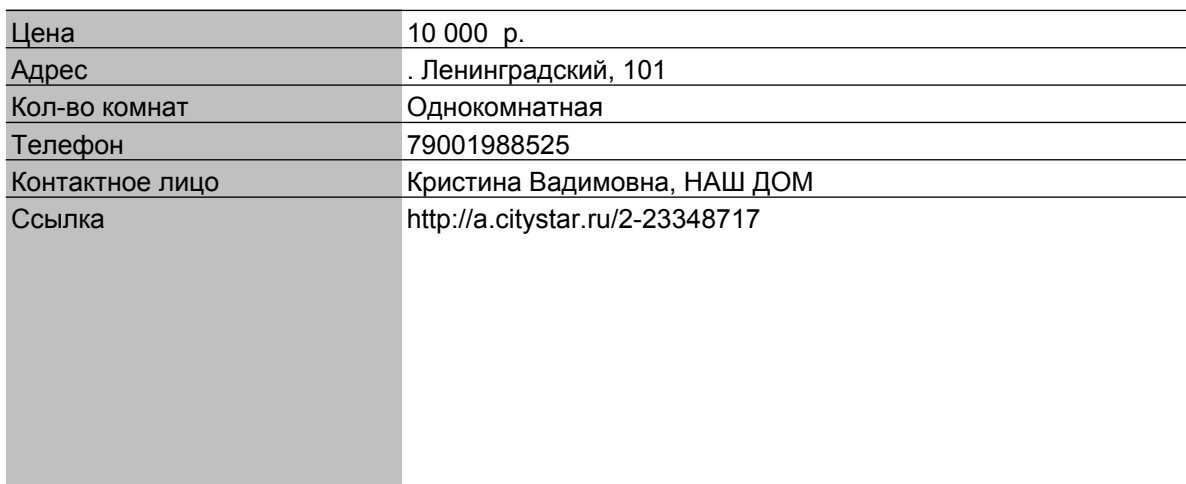 Цена 10 000 р.
Адрес . Ленинградский, 101
Кол-во комнат Однокомнатная
Телефон 79001988525
Контактное лицо Кристина Вадимовна, НАШ ДОМ
Ссылка http://a.citystar.ru/2-23348717